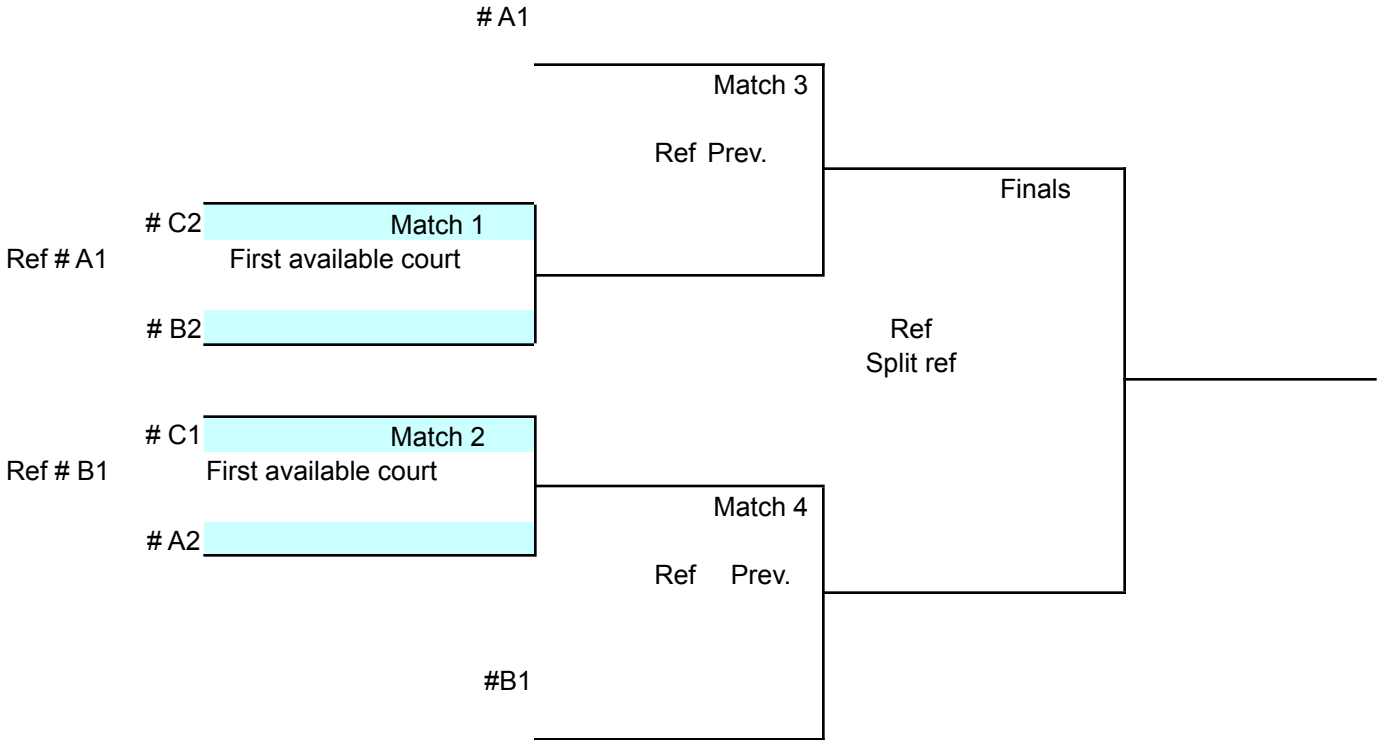 # A1
Match 3
Ref Prev.
Finals
# C2 Match 1
Ref # A1 First available court
# B2
Ref
Split ref
# C1 Match 2
Ref # B1 First available court
Match 4
# A2
Ref Prev.
#B1